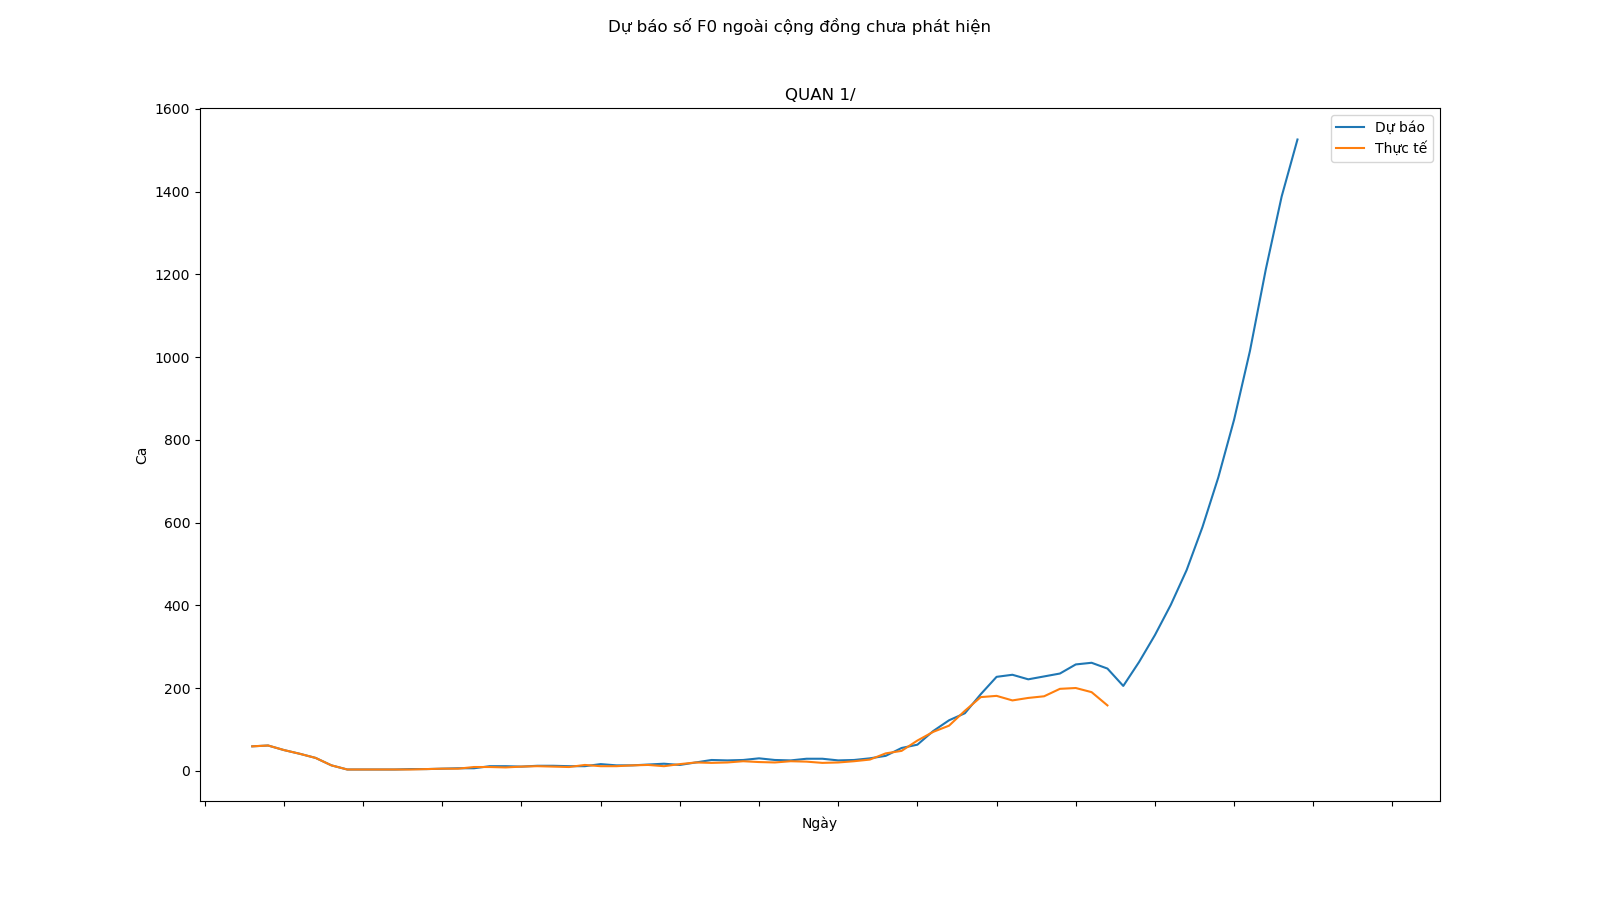 Dự báo số F0 ngoài cộng đồng chưa phát hiện
QUAN 1/
1600
1400
1200
1000
800
600
400
200
0
Ca
Dự báo
Thực tế
Ngày